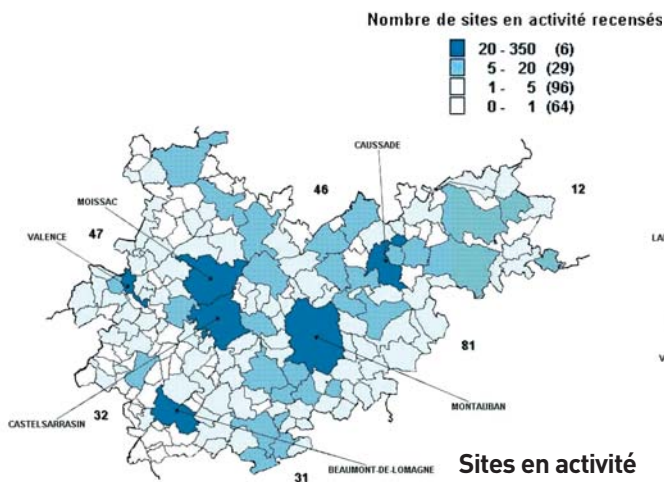 Nombre de sites en activité recensés
20 - 350 (6)
5 - 20 (29)
1 - 5 (96)
0 - 1 (64)
CAUSSADE
46
12
MOISSAC
47
VALENCE
LA
81
V
32
MONTAUBAN
CASTELSARRASIN
BEAUMONT-DE-LOMAGNE
31
Sites en activité